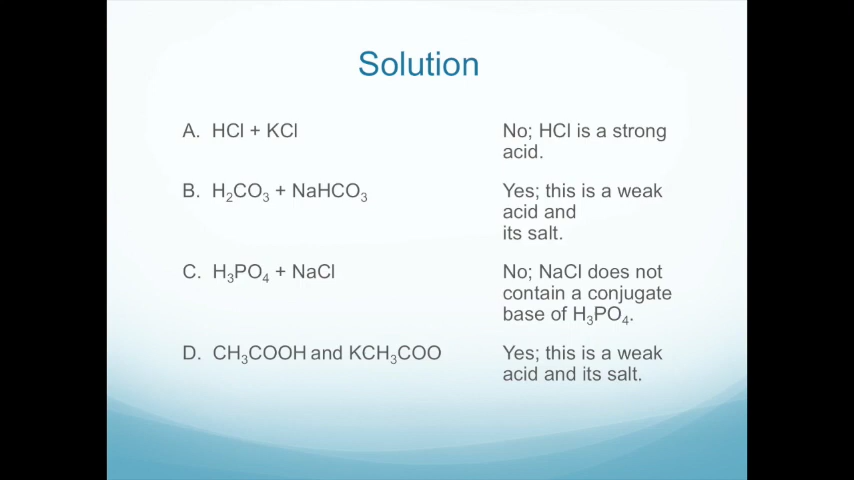 Solution
A. HCl + KCl
No; HCl is a strong
acid.
B. H₂CO₃ + NaHCO₃
Yes; this is a weak
acid and
its salt.
C. H₃PO₄ + NaCl
No; NaCl does not
contain a conjugate
base of H₃PO₄.
D. CH₃COOH and KCH₃COO
Yes; this is a weak
acid and its salt.